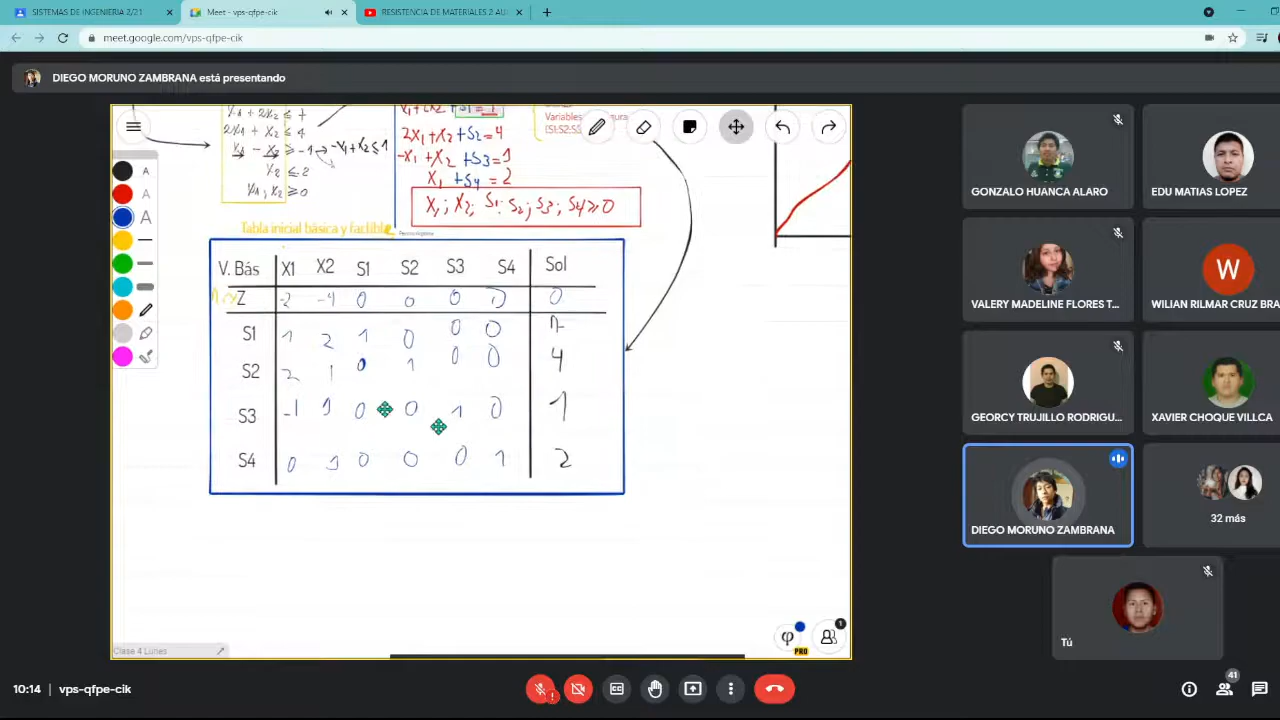 SISTEMAS DE INGENIERIA 2/21
Meet - vps-qfpe-cik
RESISTENCIA DE MATERIALES 2 AU
meet.google.com/vps-qfpe-cik
DIEGO MORUNO ZAMBRANA está presentando
2X1 + X2 ≤ 4
X2 ≤ 2
X1, X2 ≥ 0
-X1 + X2 ≤ 1
2X1 + X2 + S2 = 4
-X1 + X2 + S3 = 1
X1 + S4 = 2
X1; X2; S1; S2; S3; S4 ≥ 0
Variables
(S1;S2;S
Tabla inicial básica y factible
V. Bás X1 X2 S1 S2 S3 S4 Sol
Z -2 -4 0 0 0 0 0
S1 1 2 1 0 0 0 7
S2 2 1 0 1 0 0 4
S3 -1 1 0 0 1 0 1
S4 0 1 0 0 0 1 2
A
A
A
Clase 4 Lunes
φ
PRO
1
GONZALO HUANCA ALARO
EDU MATIAS LOPEZ
VALERY MADELINE FLORES T...
W
WILIAN RILMAR CRUZ BRA
GEORCY TRUJILLO RODRIGU...
XAVIER CHOQUE VILLCA
DIEGO MORUNO ZAMBRANA
32 más
Tú
10:14 | vps-qfpe-cik
CC
41